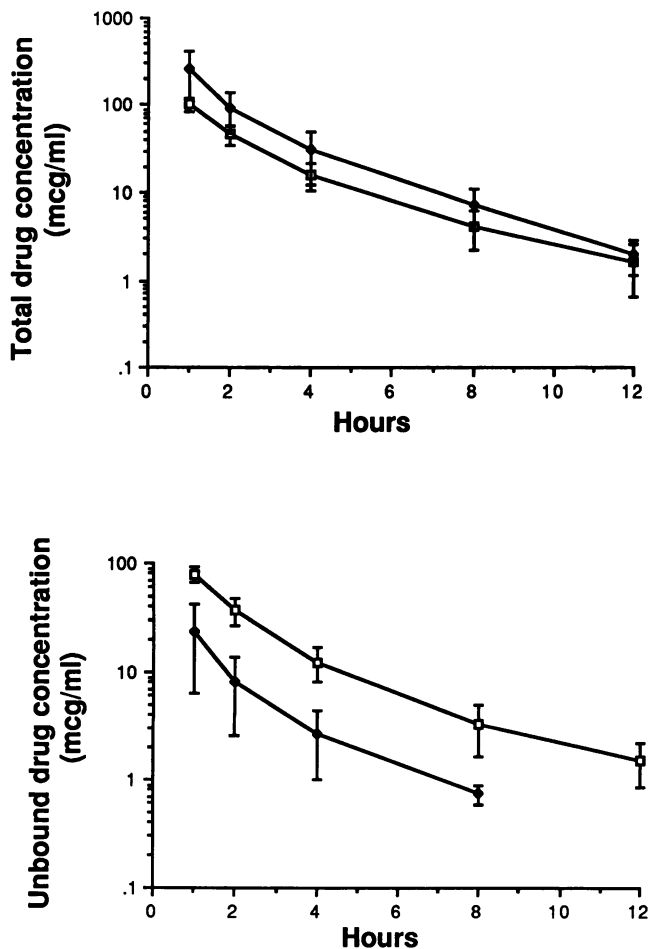 Total drug concentration
(mcg/ml)
1000
100
10
1
.1
0 2 4 6 8 10 12
Hours
Unbound drug concentration
(mcg/ml)
100
10
1
.1
0 2 4 6 8 10 12
Hours